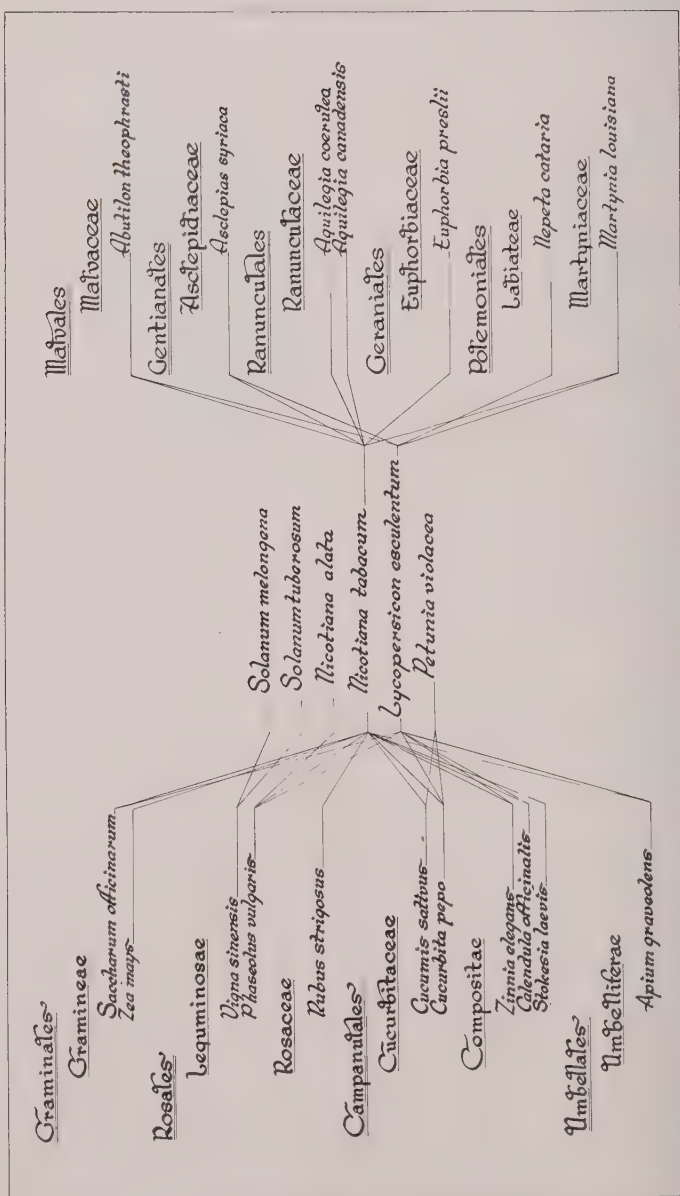 Graminales
Gramineae
Saccharum officinarum
Zea mays
Rosales
Leguminosae
Vigna sinensis
Phaseolus vulgaris
Rosaceae
Rubus strigosus
Campanulales
Cucurbitaceae
Cucumis sativus
Cucurbita pepo
Compositae
Zinnia elegans
Calendula officinalis
Stokesia laevis
Umbellales
Umbelliferae
Apium graveolens
Solanum melongena
Solanum tuberosum
Nicotiana alata
Nicotiana tabacum
Lycopersicon esculentum
Petunia violacea
Malvales
Malvaceae
Abutilon theophrasti
Gentianales
Asclepidiaceae
Asclepias syriaca
Ranunculales
Ranunculaceae
Aquilegia coerulea
Aquilegia canadensis
Geraniales
Euphorbiaceae
Euphorbia preslii
Polemoniales
Labiateae
Nepeta cataria
Martyniaceae
Martynia louisiana